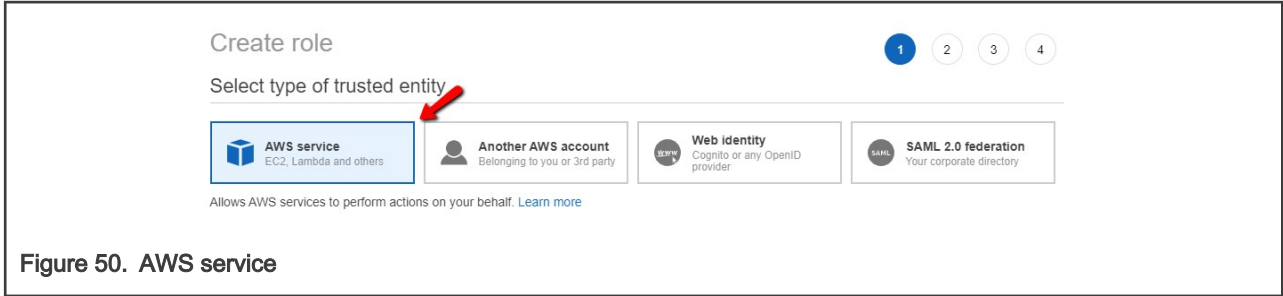 Create role
1 2 3 4
Select type of trusted entity
AWS service
EC2, Lambda and others
Another AWS account
Belonging to you or 3rd party
www
Web identity
Cognito or any OpenID
provider
SAML
SAML 2.0 federation
Your corporate directory
Allows AWS services to perform actions on your behalf. Learn more
Figure 50. AWS service